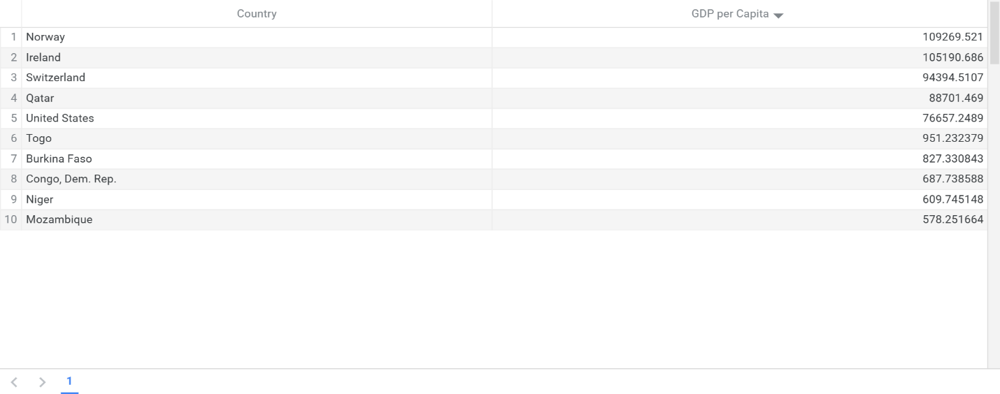 Country GDP per Capita
1 Norway 109269.521
2 Ireland 105190.686
3 Switzerland 94394.5107
4 Qatar 88701.469
5 United States 76657.2489
6 Togo 951.232379
7 Burkina Faso 827.330843
8 Congo, Dem. Rep. 687.738588
9 Niger 609.745148
10 Mozambique 578.251664
1